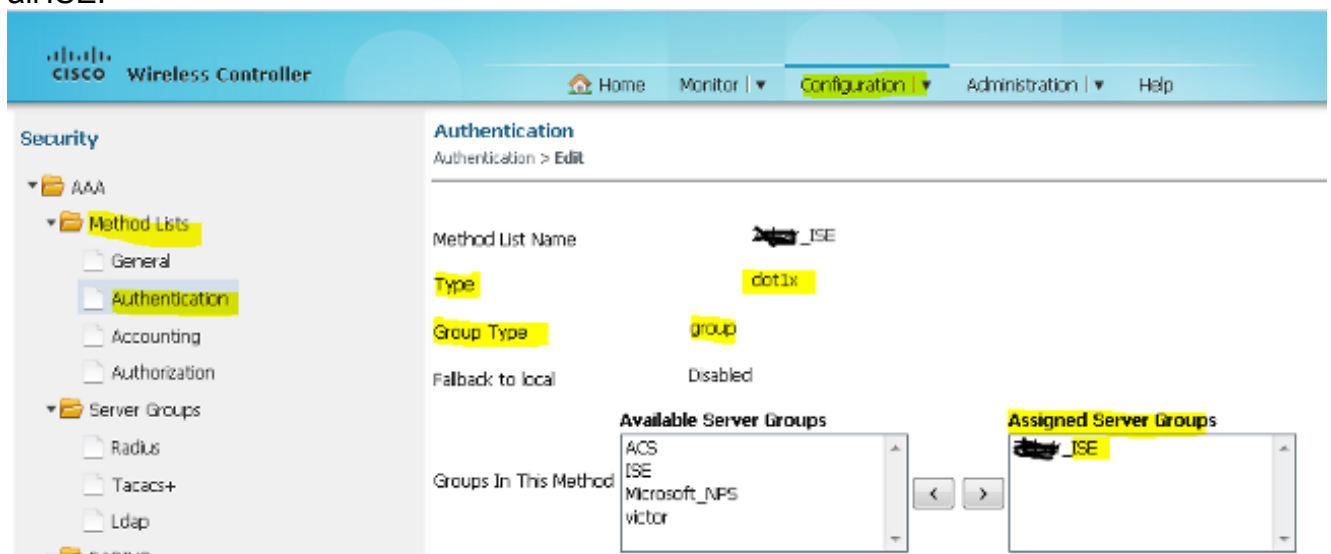 CISCO Wireless Controller
Home Monitor Configuration Administration Help
Security
AAA
Method Lists
General
Authentication
Accounting
Authorization
Server Groups
Radius
Tacacs+
Ldap
Authentication
Authentication > Edit
Method List Name _ISE
Type dot1x
Group Type group
Fallback to local Disabled
Available Server Groups Assigned Server Groups
Groups In This Method
ACS
ISE
Microsoft_NPS
victor
< >
_ISE